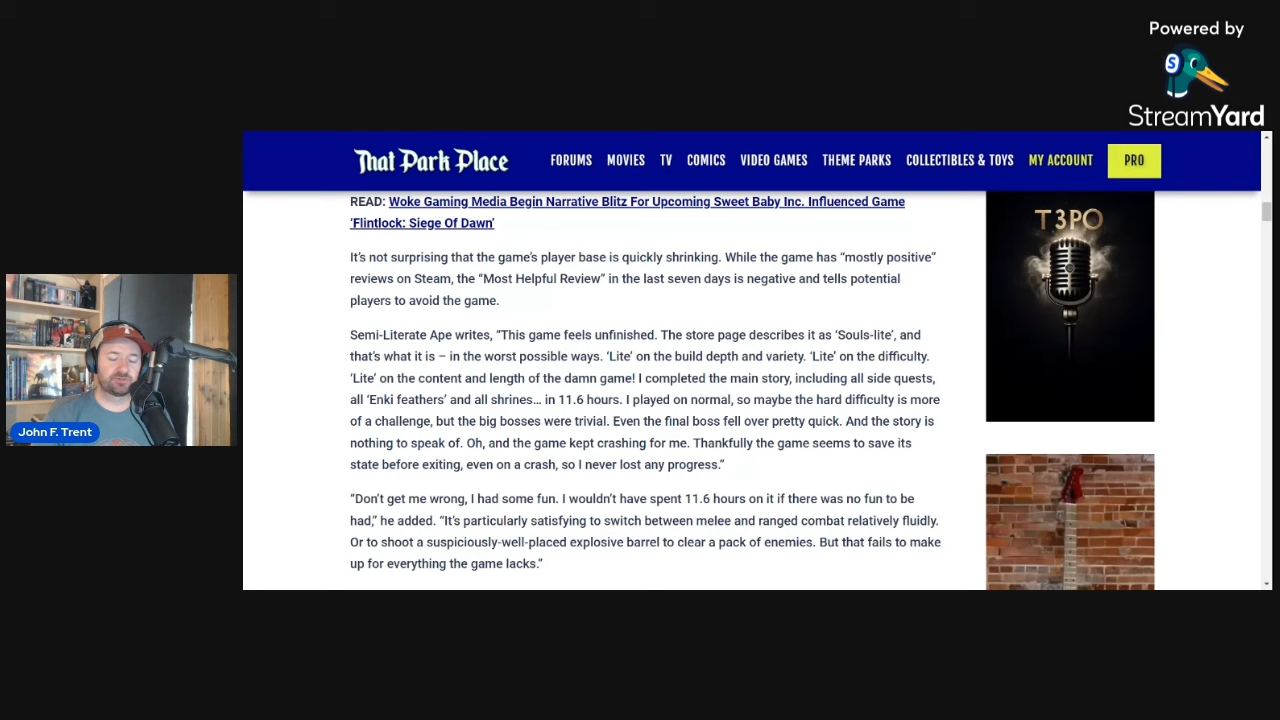 Powered by
S
StreamYard
That Park Place
FORUMS MOVIES TV COMICS VIDEO GAMES THEME PARKS COLLECTIBLES & TOYS MY ACCOUNT PRO
READ: Woke Gaming Media Begin Narrative Blitz For Upcoming Sweet Baby Inc. Influenced Game
‘Flintlock: Siege Of Dawn’
It’s not surprising that the game’s player base is quickly shrinking. While the game has “mostly positive”
reviews on Steam, the “Most Helpful Review” in the last seven days is negative and tells potential
players to avoid the game.
Semi-Literate Ape writes, “This game feels unfinished. The store page describes it as ‘Souls-lite’, and
that’s what it is – in the worst possible ways. ‘Lite’ on the build depth and variety. ‘Lite’ on the difficulty.
‘Lite’ on the content and length of the damn game! I completed the main story, including all side quests,
all ‘Enki feathers’ and all shrines… in 11.6 hours. I played on normal, so maybe the hard difficulty is more
of a challenge, but the big bosses were trivial. Even the final boss fell over pretty quick. And the story is
nothing to speak of. Oh, and the game kept crashing for me. Thankfully the game seems to save its
state before exiting, even on a crash, so I never lost any progress.”
“Don’t get me wrong, I had some fun. I wouldn’t have spent 11.6 hours on it if there was no fun to be
had,” he added. “It’s particularly satisfying to switch between melee and ranged combat relatively fluidly.
Or to shoot a suspiciously-well-placed explosive barrel to clear a pack of enemies. But that fails to make
up for everything the game lacks.”
T3PO
John F. Trent